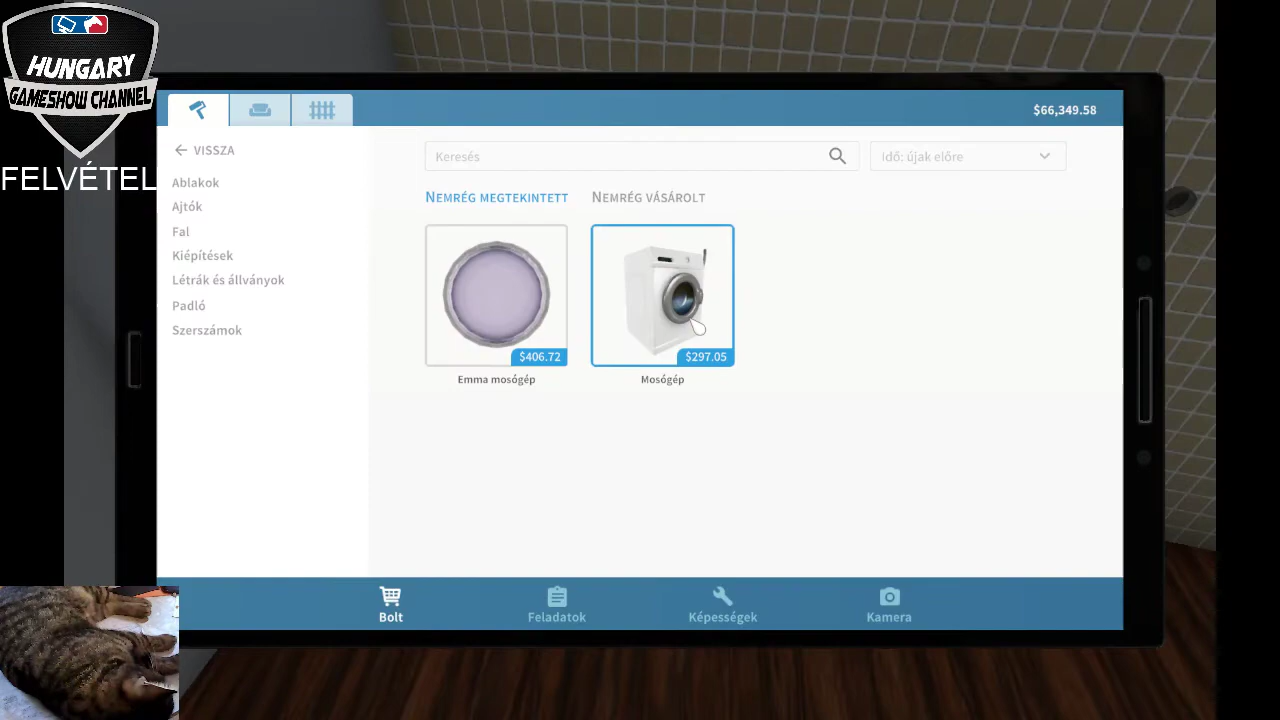 HUNGARY
GAMESHOW CHANNEL
FELVÉTEL
$66,349.58
VISSZA
Ablakok
Ajtók
Fal
Kiépítések
Létrák és állványok
Padló
Szerszámok
Keresés
Idő: újak előre
NEMRÉG MEGTEKINTETT
NEMRÉG VÁSÁROLT
$406.72
Emma mosógép
$297.05
Mosógép
Bolt
Feladatok
Képességek
Kamera